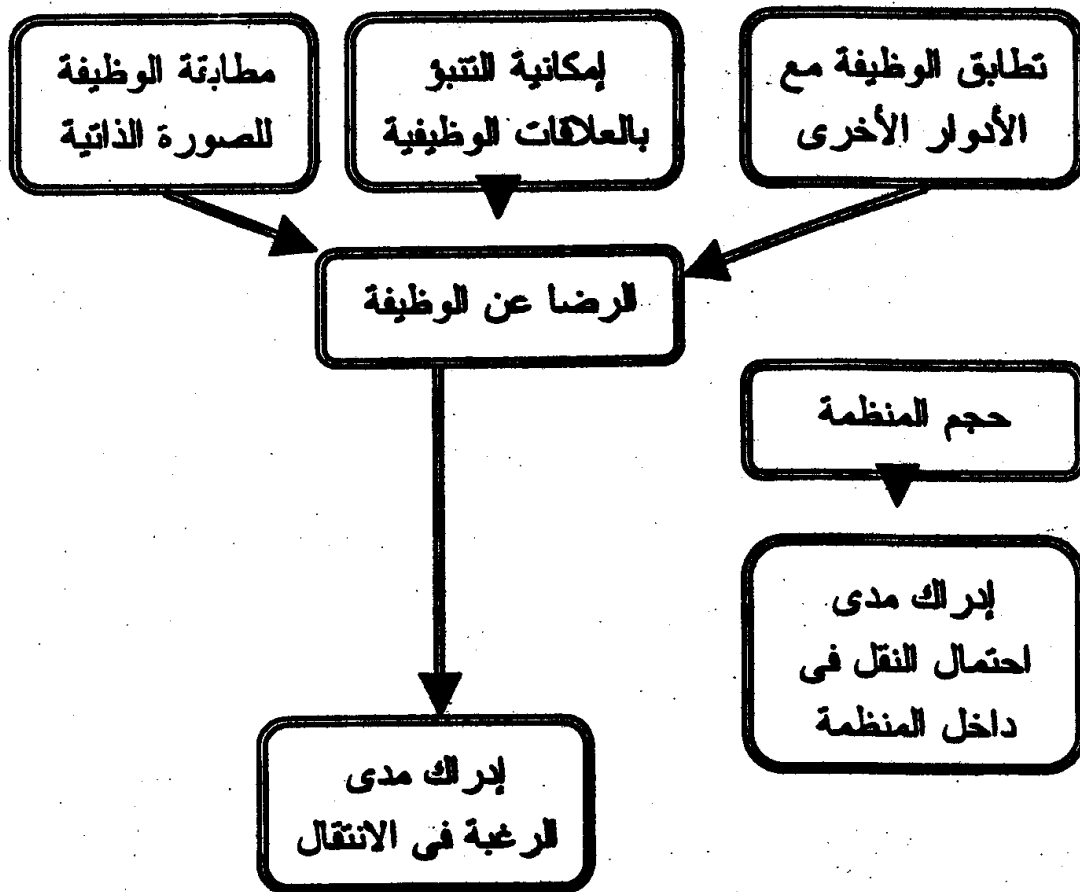 تطابق الوظيفة مع
الأدوار الأخرى
إمكانية التنبؤ
بالعلاقات الوظيفية
مطابقة الوظيفة
للصورة الذاتية
الرضا عن الوظيفة
حجم المنظمة
إدراك مدى
احتمال النقل فى
داخل المنظمة
إدراك مدى
الرغبة فى الانتقال